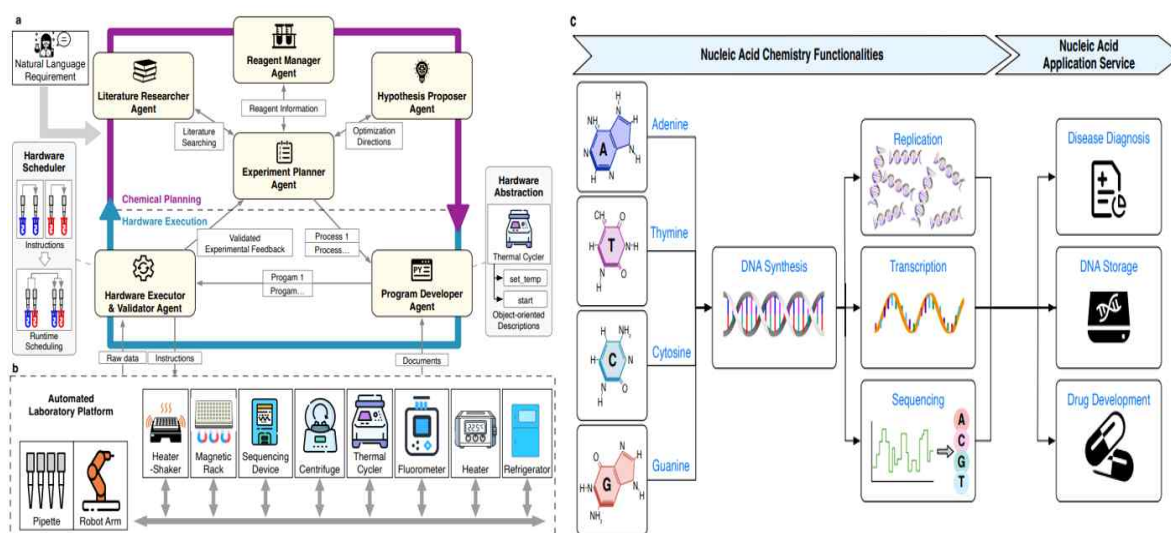 a
Natural Language
Requirement
Literature Researcher
Agent
Reagent Manager
Agent
Hypothesis Proposer
Agent
Reagent Information
Literature
Searching
Optimization
Directions
Experiment Planner
Agent
Hardware
Scheduler
Instructions
Runtime
Scheduling
Chemical Planning
Hardware Execution
Validated
Experimental Feedback
Process 1
Process...
Hardware
Abstraction
Thermal Cycler
set_temp
start
Object-oriented
Descriptions
Hardware Executor
& Validator Agent
Progam 1
Progam...
PY
Program Developer
Agent
Raw data
Instructions
Documents
b
Automated
Laboratory Platform
Pipette
Robot Arm
Heater
-Shaker
Magnetic
Rack
Sequencing
Device
Centrifuge
Thermal
Cycler
Fluorometer
Heater
Refrigerator
c
Nucleic Acid Chemistry Functionalities
Nucleic Acid
Application Service
A
Adenine
T
Thymine
C
Cytosine
G
Guanine
DNA Synthesis
Replication
Transcription
Sequencing
A
C
G
T
Disease Diagnosis
DNA Storage
Drug Development